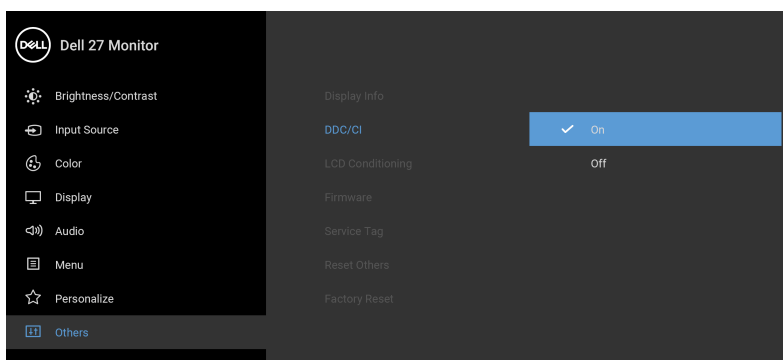 DELL Dell 27 Monitor
Brightness/Contrast Display Info
Input Source DDC/CI On
Color LCD Conditioning Off
Display Firmware
Audio Service Tag
Menu Reset Others
Personalize Factory Reset
Others